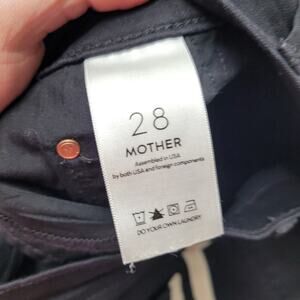 28
MOTHER
Assembled in USA
by both USA and foreign components
DO YOUR OWN LAUNDRY